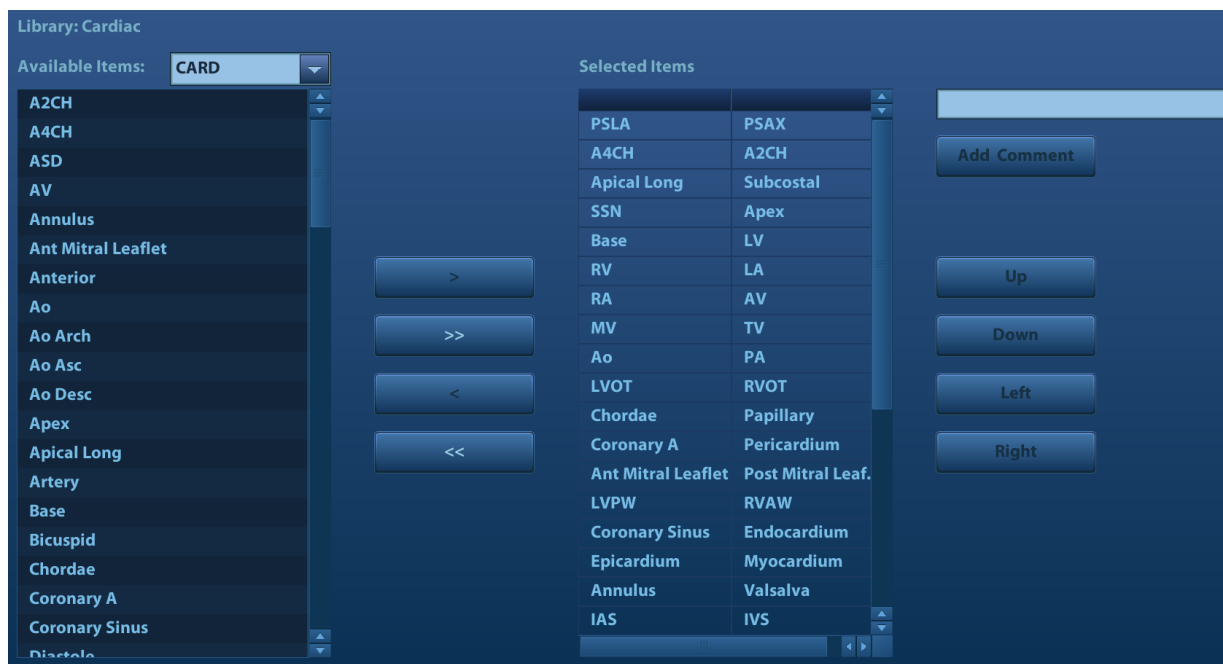 Library: Cardiac
Available Items: CARD
A2CH
A4CH
ASD
AV
Annulus
Ant Mitral Leaflet
Anterior
Ao
Ao Arch
Ao Asc
Ao Desc
Apex
Apical Long
Artery
Base
Bicuspid
Chordae
Coronary A
Coronary Sinus
Diastole
>
>>
<
<<
Selected Items
PSLA PSAX
A4CH A2CH
Apical Long Subcostal
SSN Apex
Base LV
RV LA
RA AV
MV TV
Ao PA
LVOT RVOT
Chordae Papillary
Coronary A Pericardium
Ant Mitral Leaflet Post Mitral Leaf.
LVPW RVAW
Coronary Sinus Endocardium
Epicardium Myocardium
Annulus Valsalva
IAS IVS
Add Comment
Up
Down
Left
Right